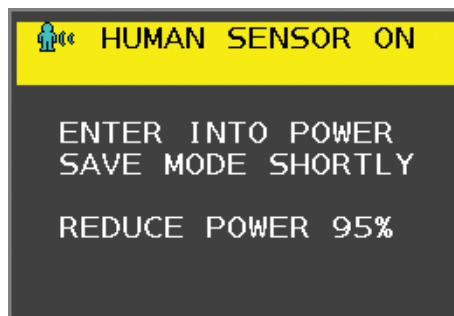 HUMAN SENSOR ON
ENTER INTO POWER
SAVE MODE SHORTLY
REDUCE POWER 95%